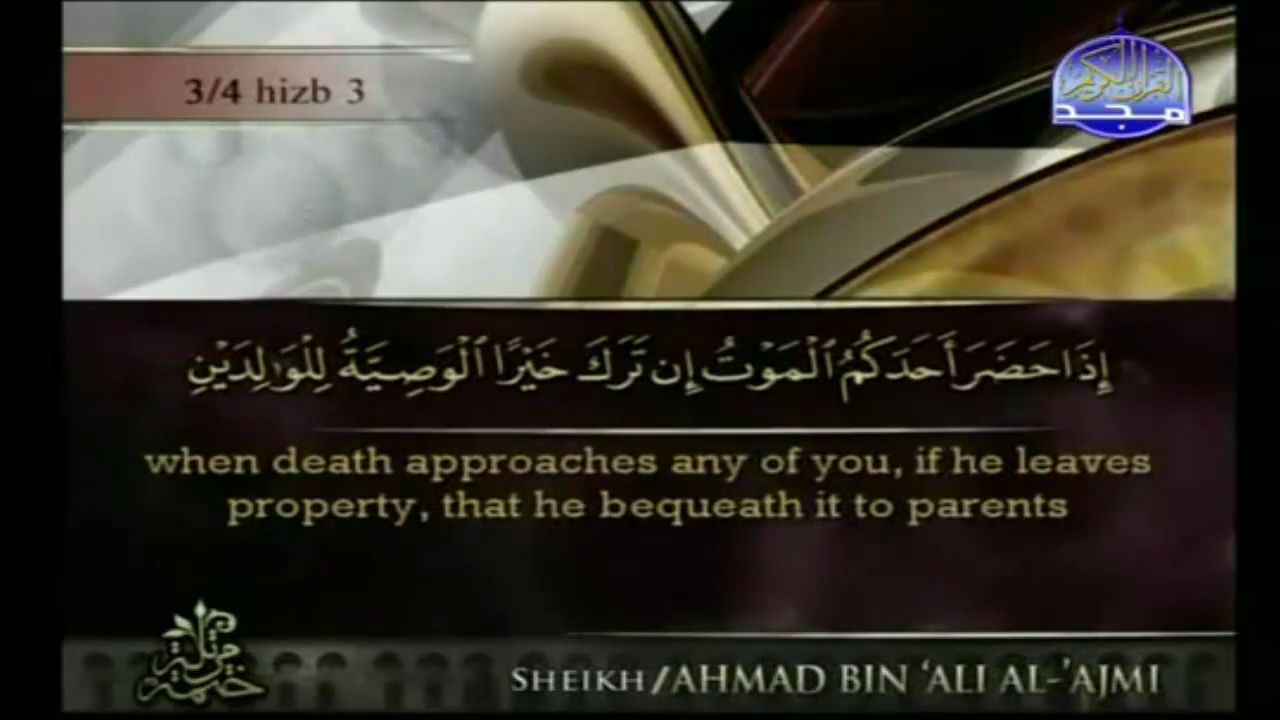 3/4 hizb 3
القرآن الكريم
مجد
إِذَا حَضَرَ أَحَدَكُمُ ٱلْمَوْتُ إِن تَرَكَ خَيْرًا ٱلْوَصِيَّةُ لِلْوَٰلِدَيْنِ
when death approaches any of you, if he leaves
property, that he bequeath it to parents
ختمة مرتلة
SHEIKH/AHMAD BIN ‘ALI AL-’AJMI